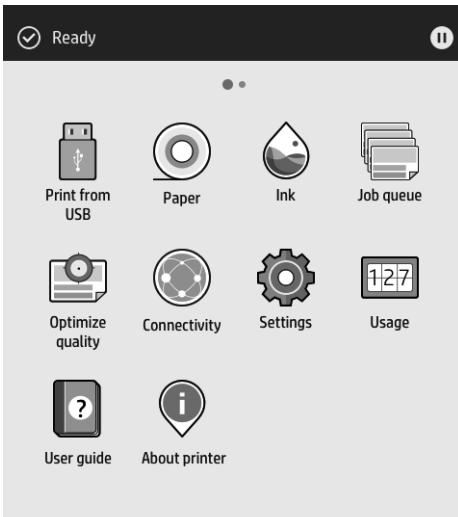 Ready
Print from
USB
Paper
Ink
Job queue
Optimize
quality
Connectivity
Settings
127
Usage
?
User guide
i
About printer